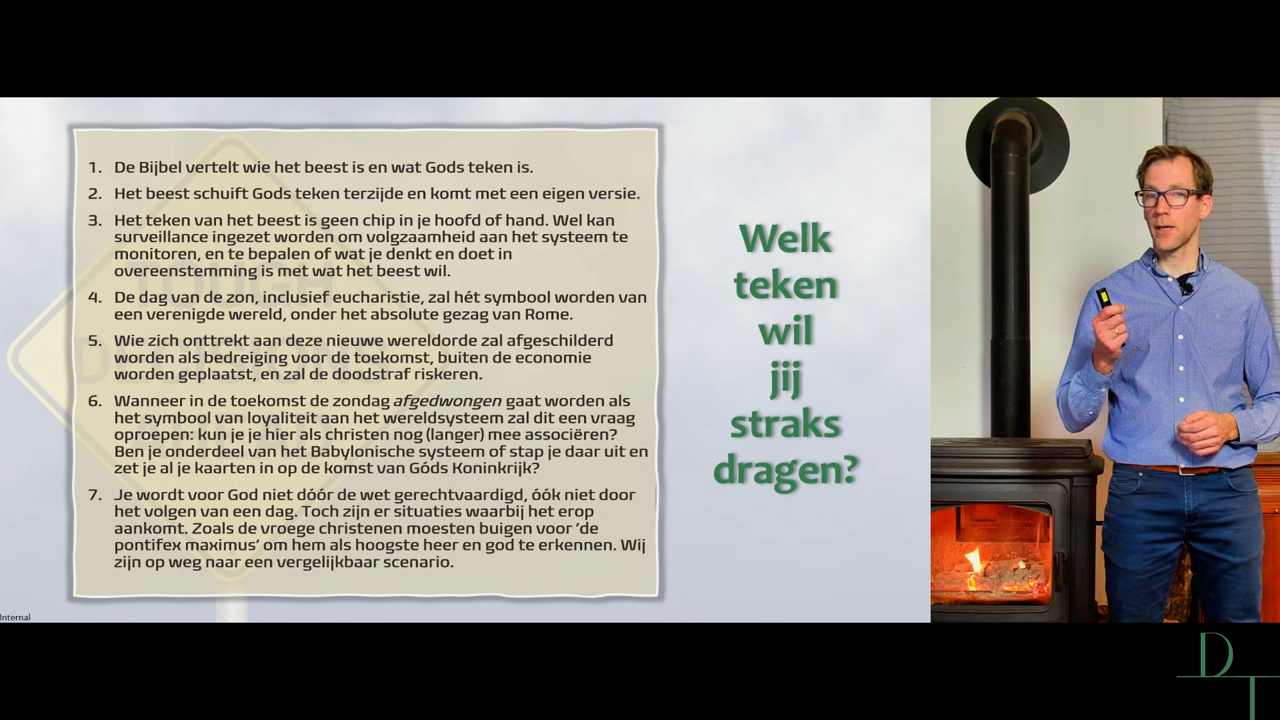 1. De Bijbel vertelt wie het beest is en wat Gods teken is.
2. Het beest schuift Gods teken terzijde en komt met een eigen versie.
3. Het teken van het beest is geen chip in je hoofd of hand. Wel kan
surveillance ingezet worden om volgzaamheid aan het systeem te
monitoren, en te bepalen of wat je denkt en doet in
overeenstemming is met wat het beest wil.
4. De dag van de zon, inclusief eucharistie, zal hét symbool worden van
een verenigde wereld, onder het absolute gezag van Rome.
5. Wie zich onttrekt aan deze nieuwe wereldorde zal afgeschilderd
worden als bedreiging voor de toekomst, buiten de economie
worden geplaatst, en zal de doodstraf riskeren.
6. Wanneer in de toekomst de zondag afgedwongen gaat worden als
het symbool van loyaliteit aan het wereldsysteem zal dit een vraag
oproepen: kun je je hier als christen nog (langer) mee associëren?
Ben je onderdeel van het Babylonische systeem of stap je daar uit en
zet je al je kaarten in op de komst van Góds Koninkrijk?
7. Je wordt voor God niet dóór de wet gerechtvaardigd, óók niet door
het volgen van een dag. Toch zijn er situaties waarbij het erop
aankomt. Zoals de vroege christenen moesten buigen voor ‘de
pontifex maximus’ om hem als hoogste heer en god te erkennen. Wij
zijn op weg naar een vergelijkbaar scenario.
Welk
teken
wil
jij
straks
dragen?
Internal
DT